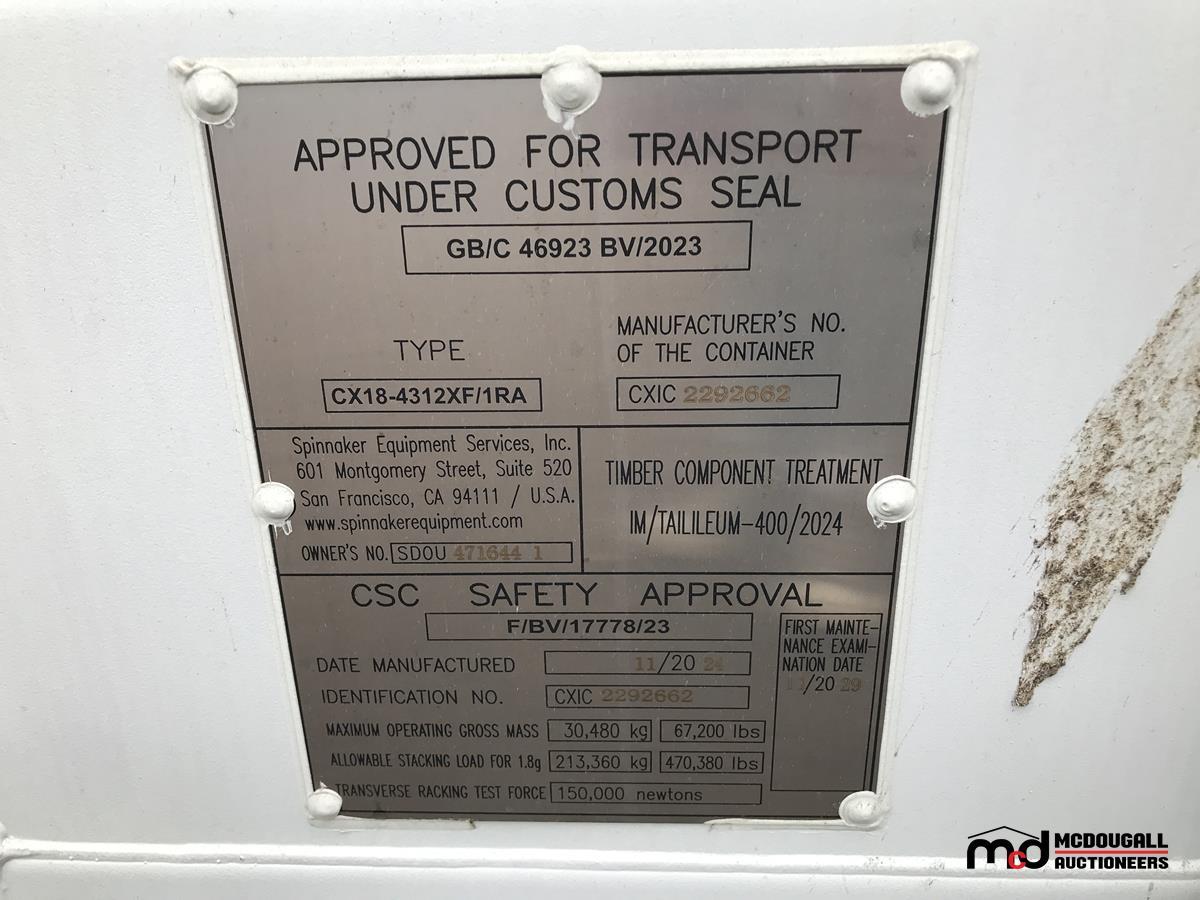 APPROVED FOR TRANSPORT
UNDER CUSTOMS SEAL
GB/C 46923 BV/2023
TYPE
CX18-4312XF/1RA
MANUFACTURER'S NO.
OF THE CONTAINER
CXIC 2292662
Spinnaker Equipment Services, Inc.
601 Montgomery Street, Suite 520
San Francisco, CA 94111 / U.S.A.
www.spinnakerequipment.com
OWNER'S NO. SDOU 471644 1
TIMBER COMPONENT TREATMENT
IM/TAILILEUM-400/2024
CSC SAFETY APPROVAL
F/BV/17778/23
DATE MANUFACTURED 11/20 24
IDENTIFICATION NO. CXIC 2292662
MAXIMUM OPERATING GROSS MASS 30,480 kg 67,200 lbs
ALLOWABLE STACKING LOAD FOR 1.8g 213,360 kg 470,380 lbs
TRANSVERSE RACKING TEST FORCE 150,000 newtons
FIRST MAINTE-
NANCE EXAMI-
NATION DATE
11/20 29
mcd MCDOUGALL
AUCTIONEERS